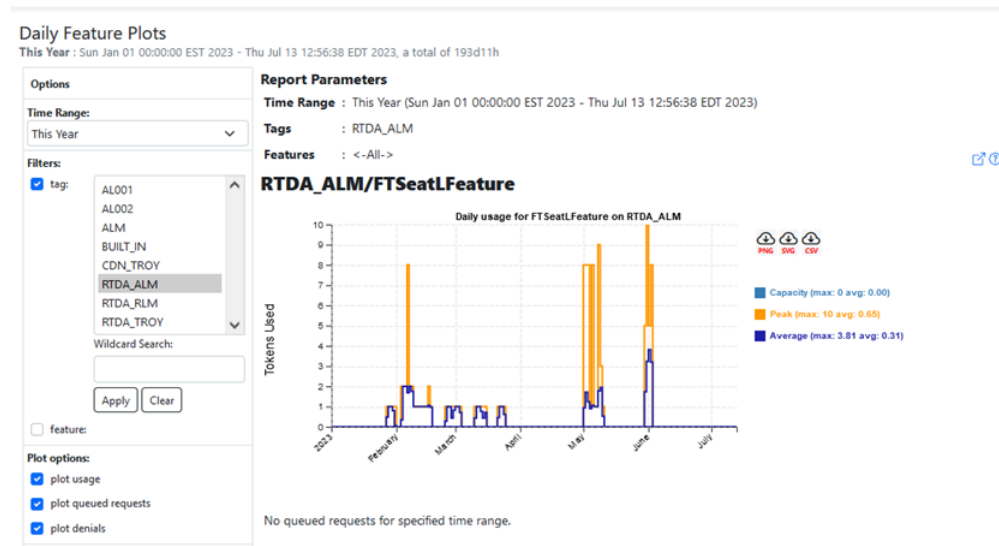 Daily Feature Plots
This Year : Sun Jan 01 00:00:00 EST 2023 - Thu Jul 13 12:56:38 EDT 2023, a total of 193d11h
Options
Time Range:
This Year
Filters:
tag:
AL001
AL002
ALM
BUILT_IN
CDN_TROY
RTDA_ALM
RTDA_RLM
RTDA_TROY
Wildcard Search:
Apply
Clear
feature:
Plot options:
plot usage
plot queued requests
plot denials
Report Parameters
Time Range : This Year (Sun Jan 01 00:00:00 EST 2023 - Thu Jul 13 12:56:38 EDT 2023)
Tags : RTDA_ALM
Features : <-All->
RTDA_ALM/FTSeatLFeature
Daily usage for FTSeatLFeature on RTDA_ALM
Tokens Used
10
9
8
7
6
5
4
3
2
1
0
2023
February
March
April
May
June
July
PNG SVG CSV
Capacity (max: 0 avg: 0.00)
Peak (max: 10 avg: 0.65)
Average (max: 3.81 avg: 0.31)
No queued requests for specified time range.